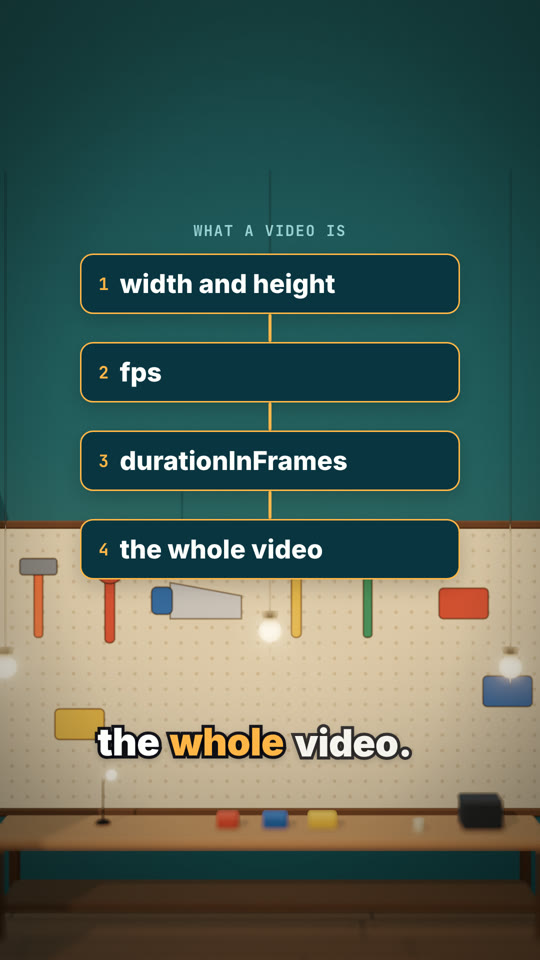 WHAT A VIDEO IS
1 width and height
2 fps
3 durationInFrames
4 the whole video
the whole video.